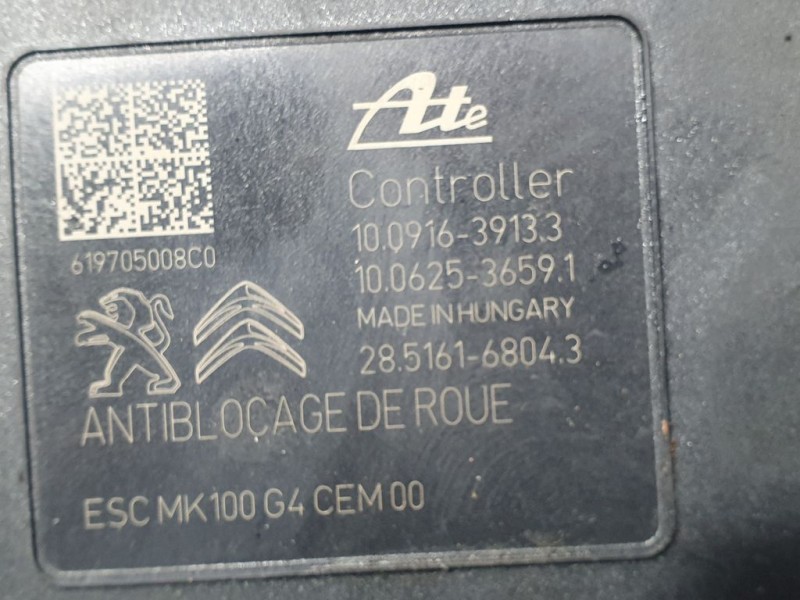 Ate
Controller
10.0916-3913.3
10.0625-3659.1
MADE IN HUNGARY
28.5161-6804.3
619705008C0
ANTIBLOCAGE DE ROUE
ESC MK100 G4 CEM 00